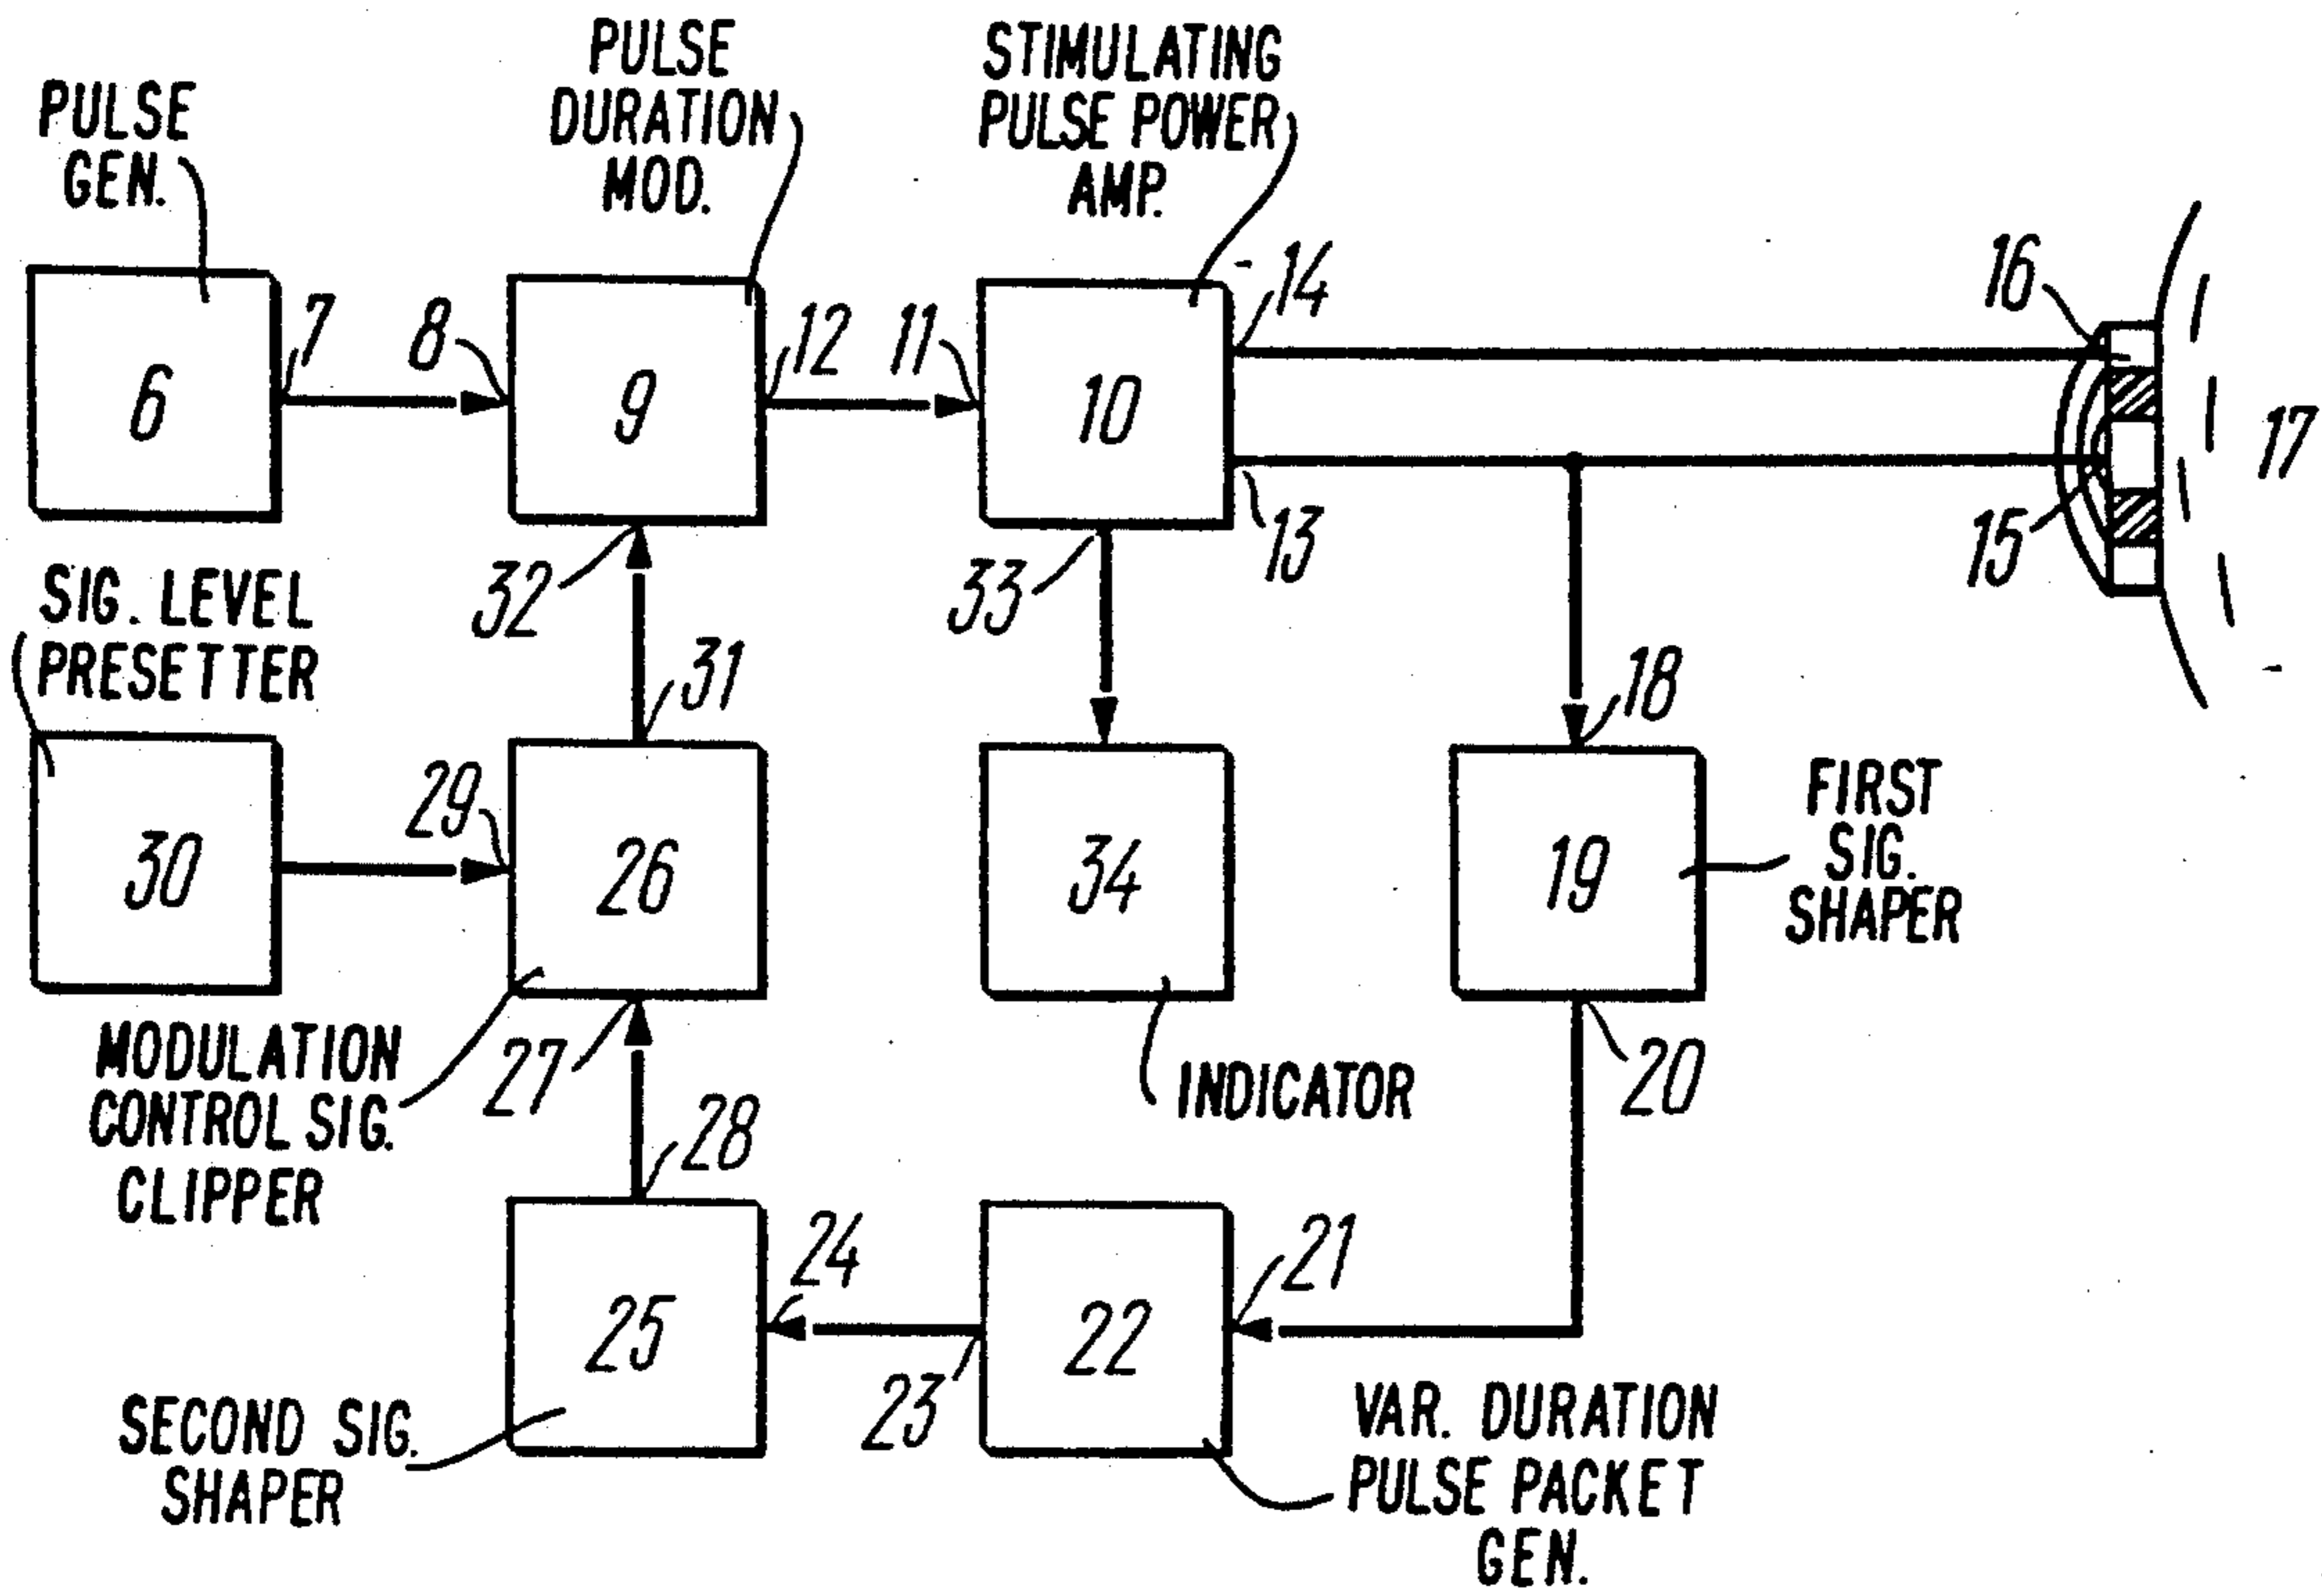 PULSE
GEN.
PULSE
DURATION
MOD.
STIMULATING
PULSE POWER
AMP.
6
7
8
9
12
11
10
14
13
16
15
17
32
33
SIG. LEVEL
PRESETTER
31
18
30
29
26
34
19
FIRST
SIG.
SHAPER
MODULATION
CONTROL SIG.
CLIPPER
27
28
INDICATOR
20
25
24
23
22
21
SECOND SIG.
SHAPER
VAR. DURATION
PULSE PACKET
GEN.